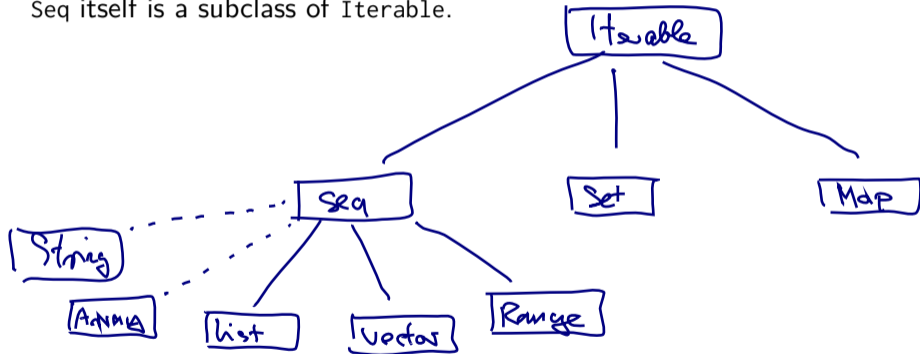 Seq itself is a subclass of Iterable.
Iterable
Seq
Set
Map
String
Array
List
Vector
Range